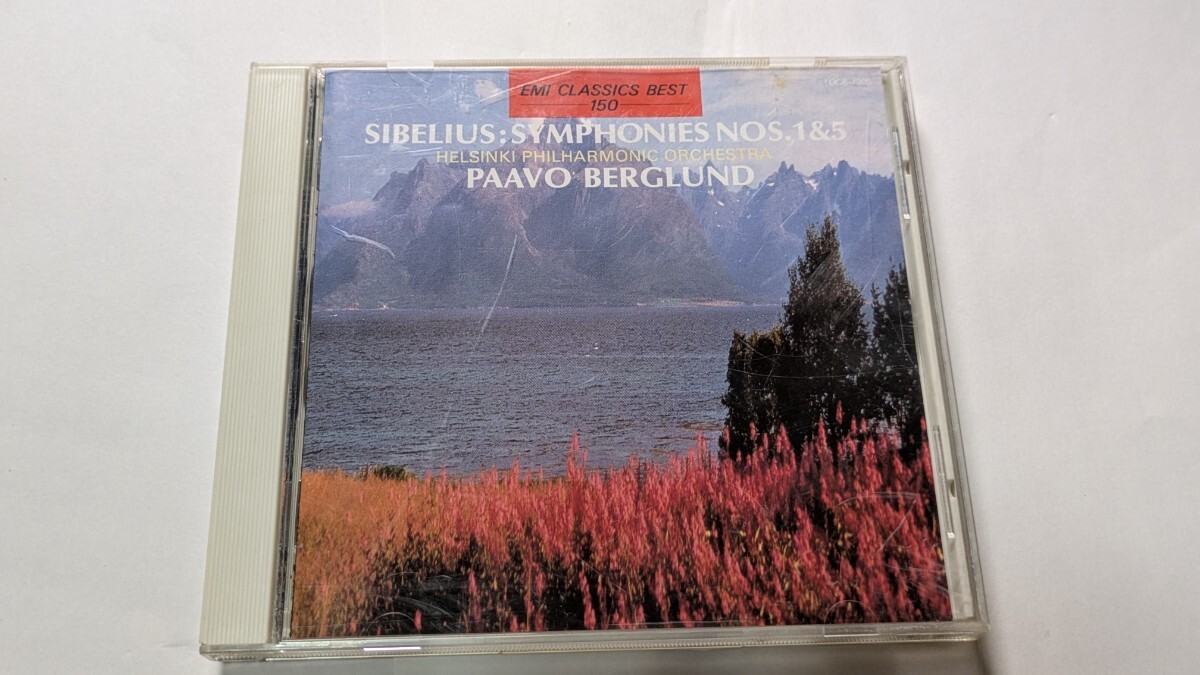 EMI CLASSICS BEST
150
SIBELIUS:SYMPHONIES NOS.1&5
HELSINKI PHILHARMONIC ORCHESTRA
PAAVO BERGLUND